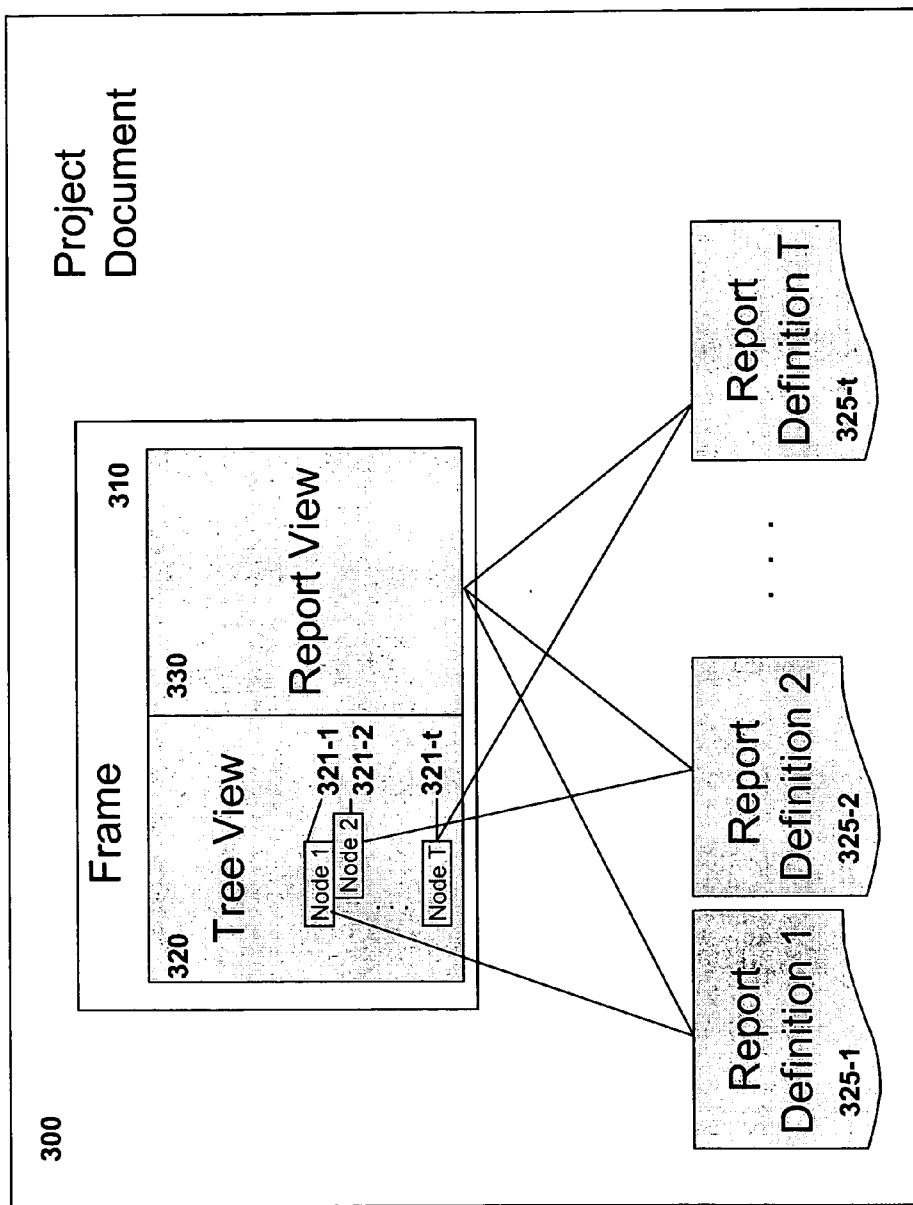 300
Project
Document
Frame
310
320
Tree View
Node 1
321-1
Node 2
321-2
. . .
Node T
321-t
330
Report View
Report
Definition 1
325-1
Report
Definition 2
325-2
. . .
Report
Definition T
325-t